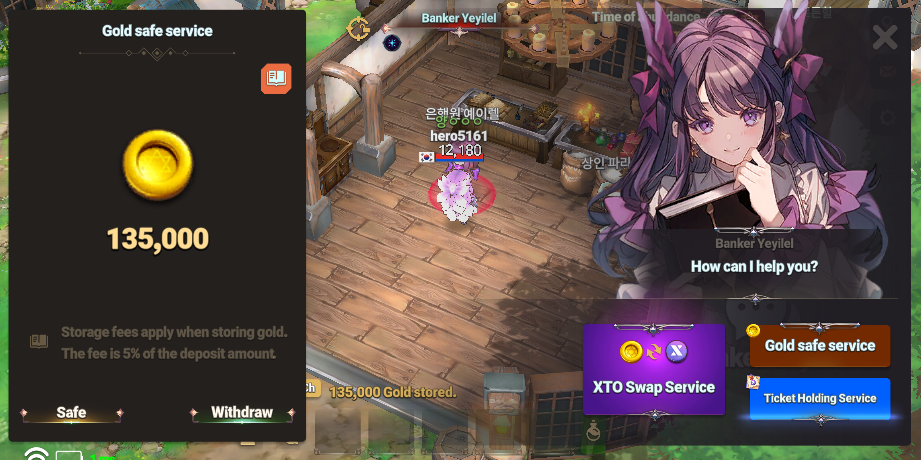 Gold safe service
135,000
Storage fees apply when storing gold.
The fee is 5% of the deposit amount.
Safe
Withdraw
Banker Yeyilel
Time of
은행원 예이렐
hero5161
12,180
상인 파라
135,000 Gold stored.
Banker Yeyilel
How can I help you?
XTO Swap Service
Gold safe service
Ticket Holding Service